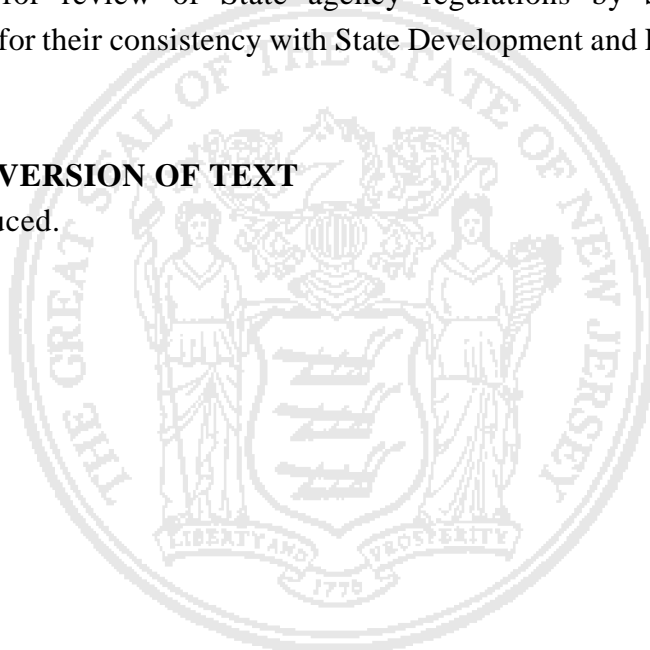 for review of State agency regulations by S
for their consistency with State Development and
VERSION OF TEXT
uced.
THE GREAT SEAL OF THE STATE OF NEW JERSEY
LIBERTY AND PROSPERITY
1776